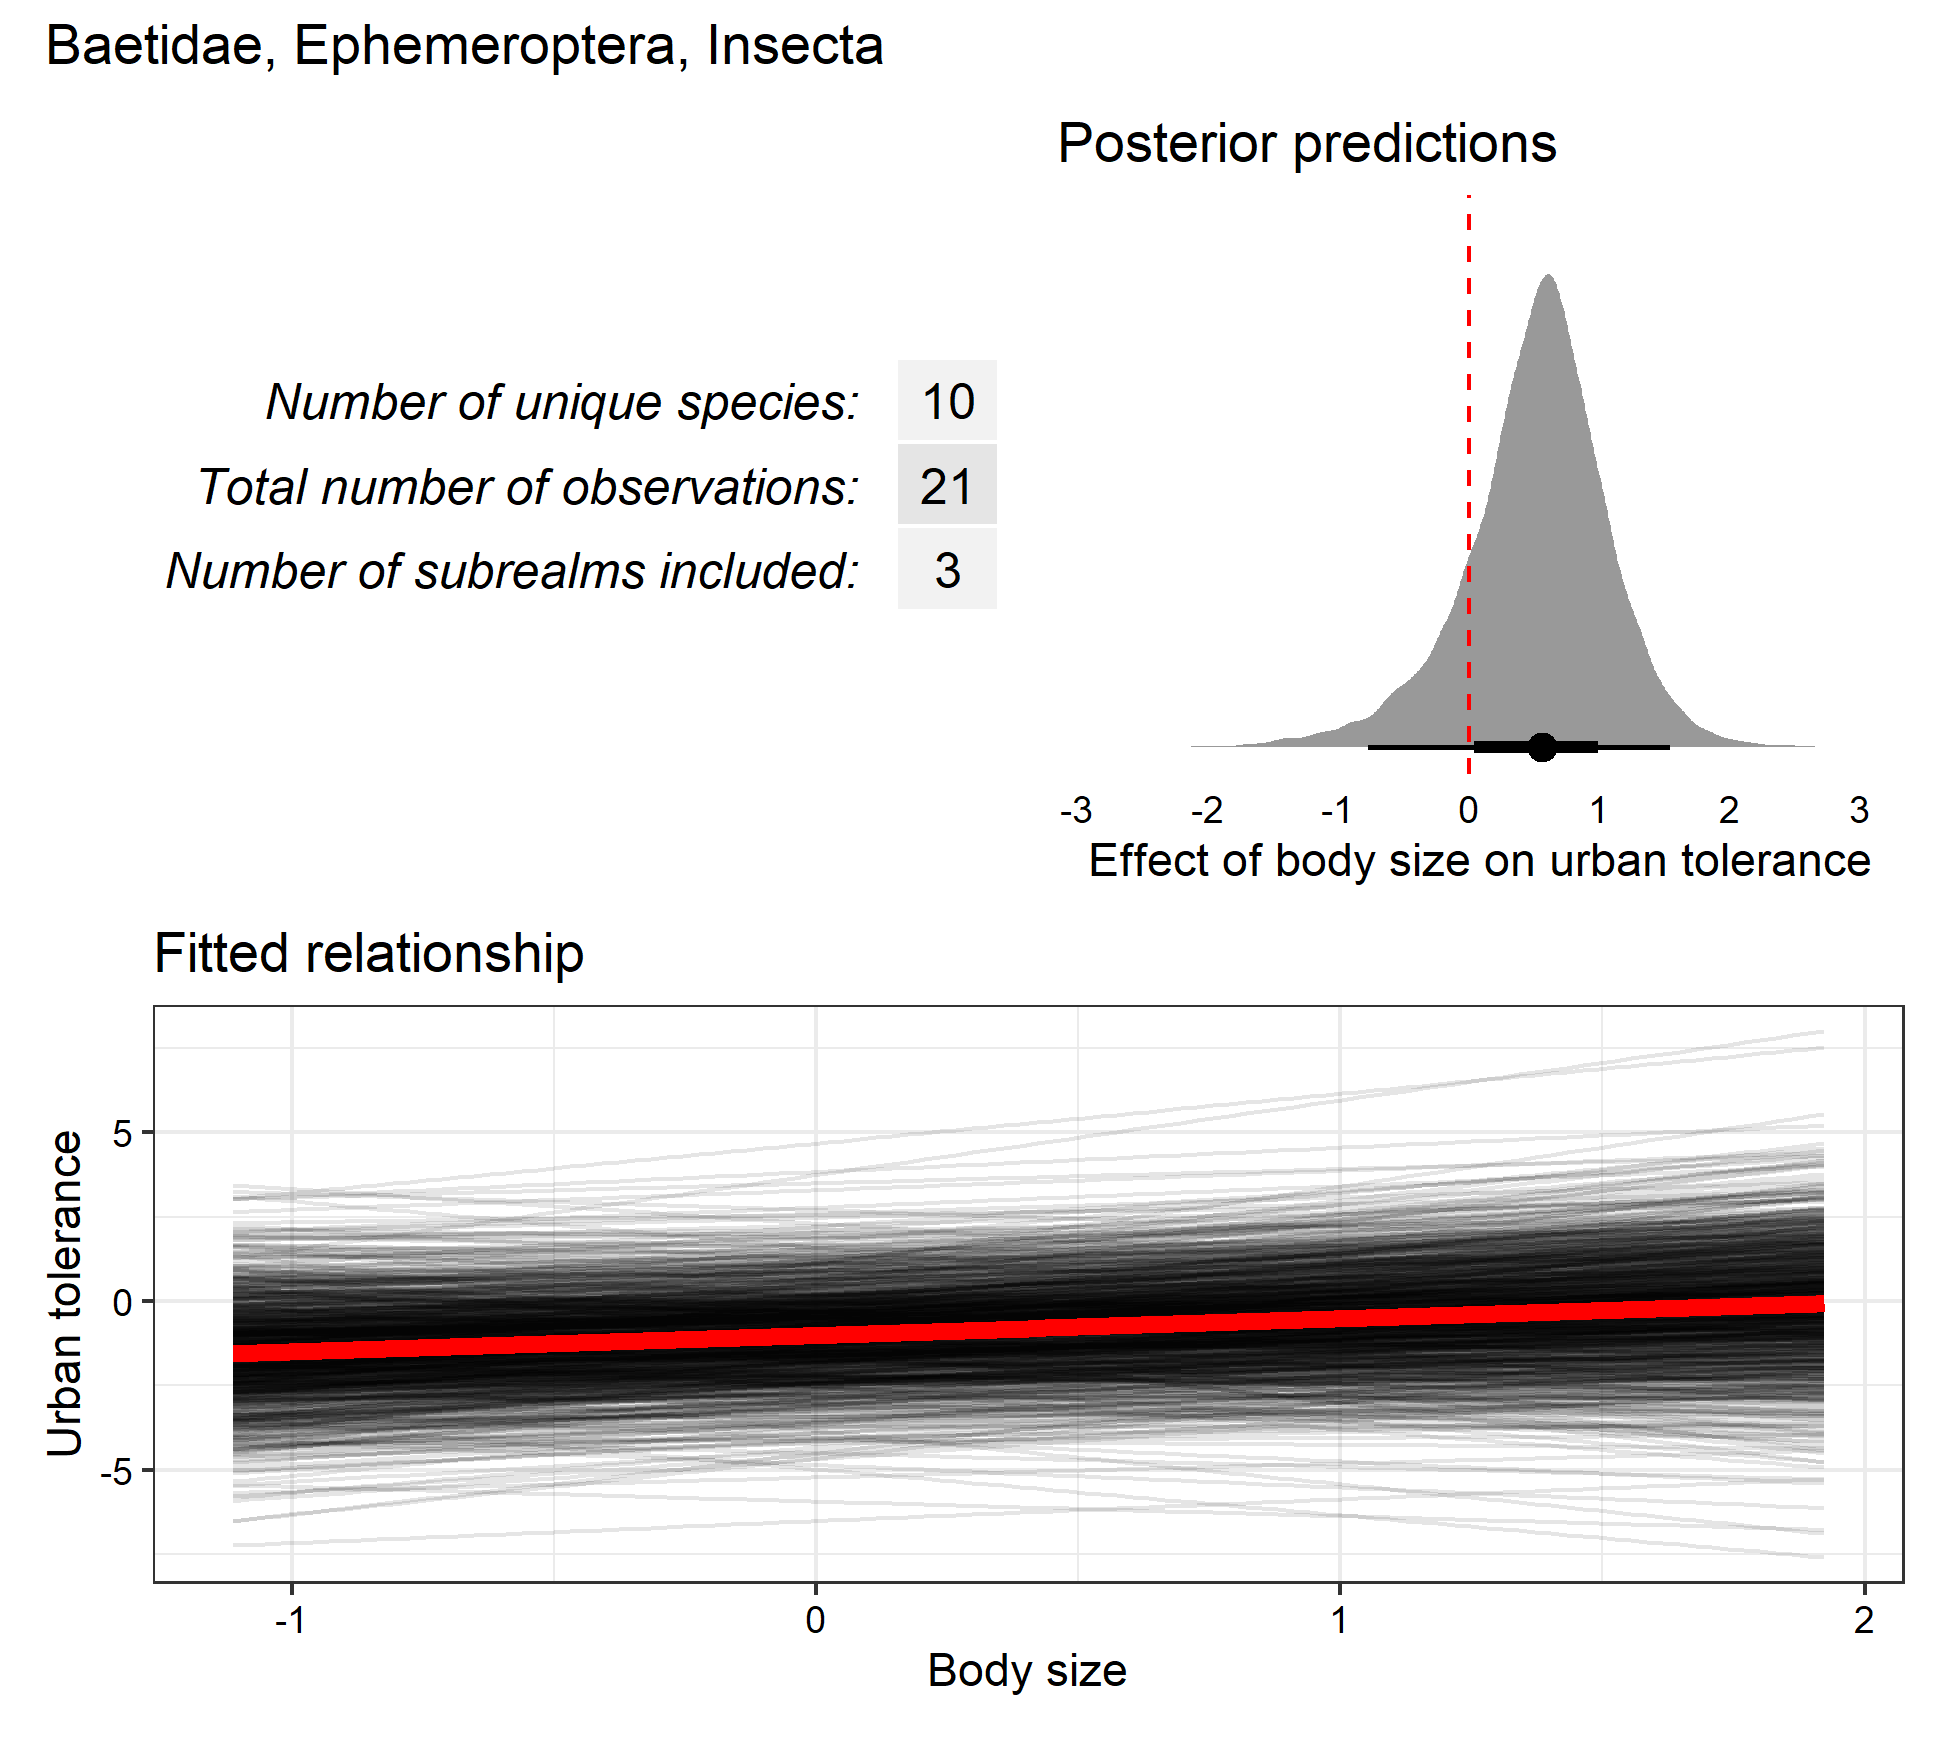 Baetidae, Ephemeroptera, Insecta
Posterior predictions
Number of unique species: 10
Total number of observations: 21
Number of subrealms included: 3
-3 -2 -1 0 1 2 3
Effect of body size on urban tolerance
Fitted relationship
Urban tolerance
5
0
-5
-1 0 1 2
Body size